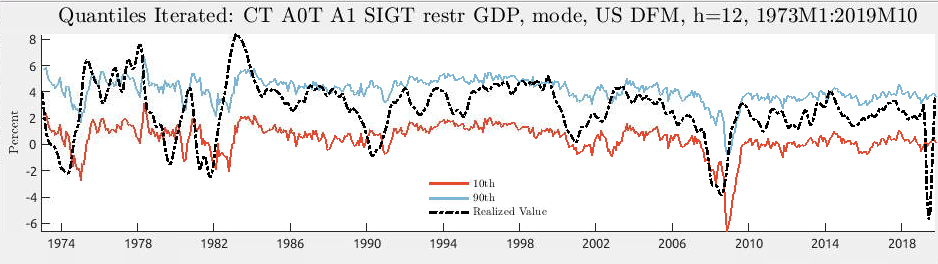 Quantiles Iterated: CT A0T A1 SIGT restr GDP, mode, US DFM, h=12, 1973M1:2019M10
Percent
8
6
4
2
0
-2
-4
-6
10th
90th
Realized Value
1974 1978 1982 1986 1990 1994 1998 2002 2006 2010 2014 2018